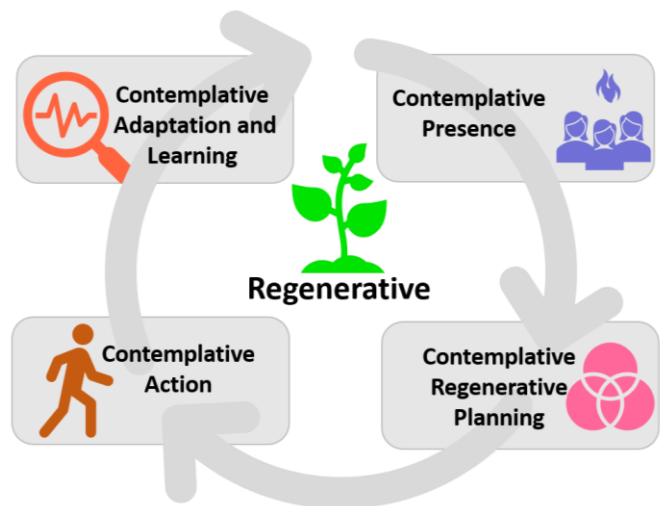 Contemplative
Adaptation and
Learning
Contemplative
Presence
Regenerative
Contemplative
Action
Contemplative
Regenerative
Planning